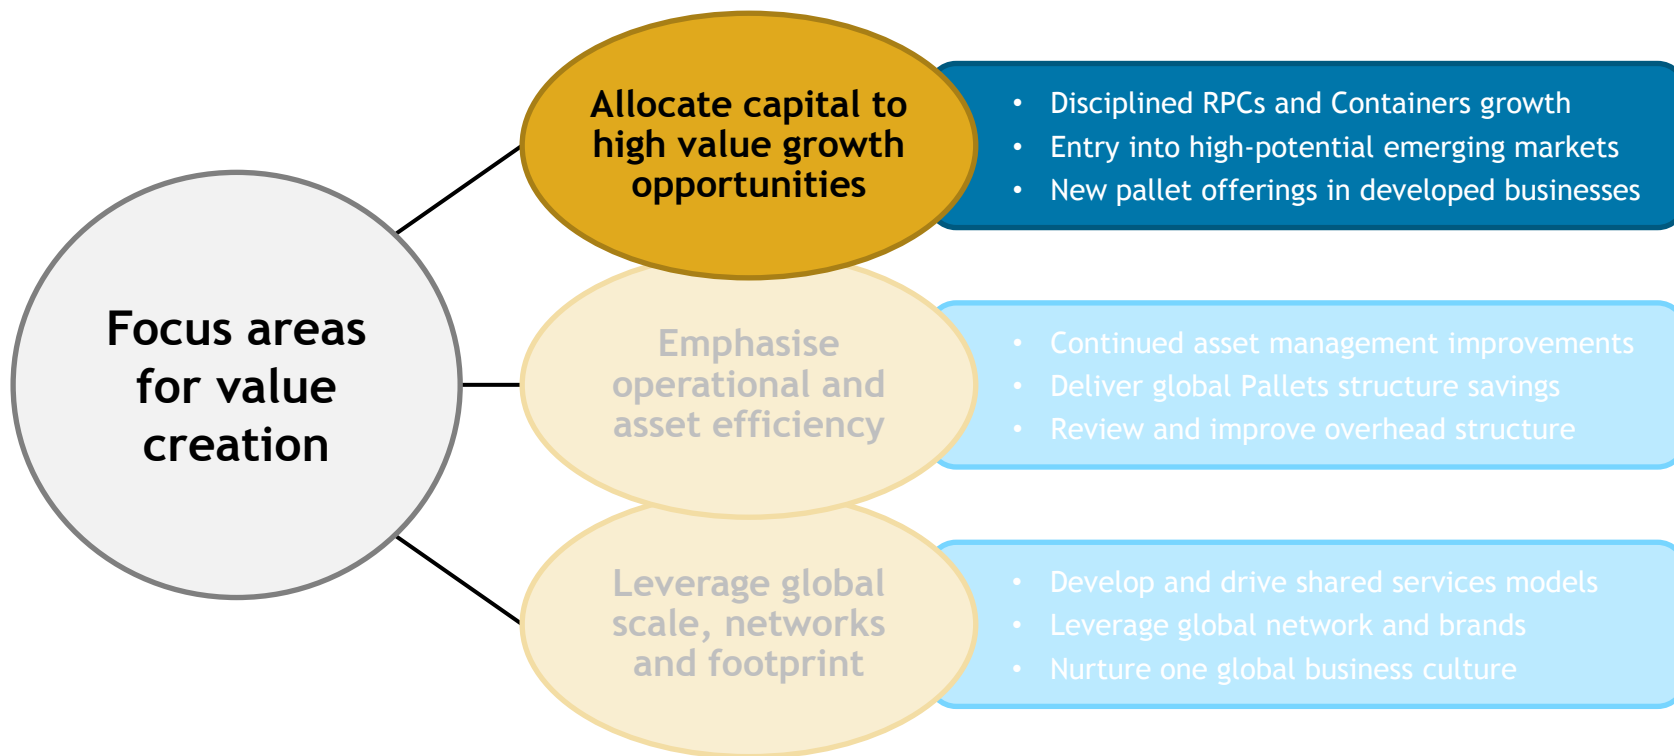 Focus areas
for value
creation
Allocate capital to
high value growth
opportunities
• Disciplined RPCs and Containers growth
• Entry into high-potential emerging markets
• New pallet offerings in developed businesses
Emphasise
operational and
asset efficiency
• Continued asset management improvements
• Deliver global Pallets structure savings
• Review and improve overhead structure
Leverage global
scale, networks
and footprint
• Develop and drive shared services models
• Leverage global network and brands
• Nurture one global business culture